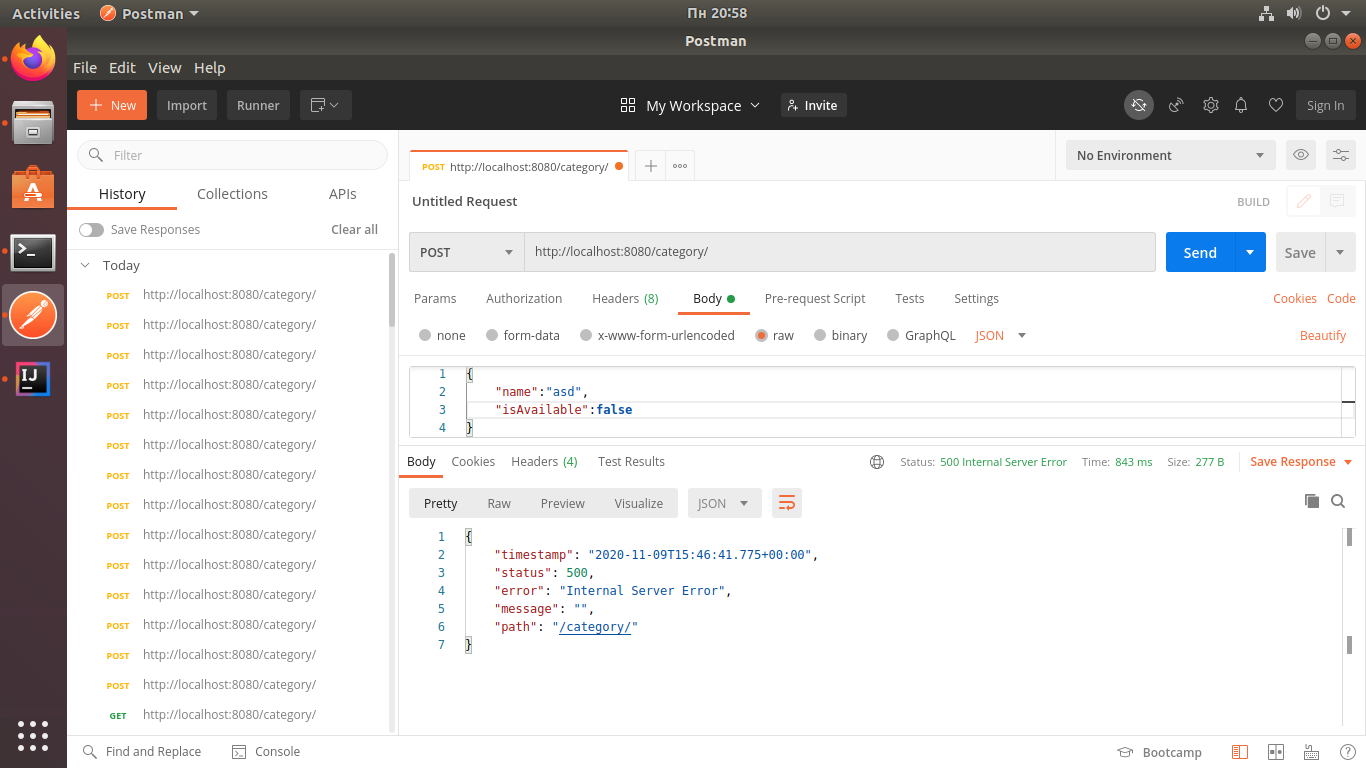 Activities
Postman
Пн 20:58
Postman
File Edit View Help
New
Import
Runner
My Workspace
Invite
Sign In
Filter
History
Collections
APIs
Save Responses
Clear all
Today
POST http://localhost:8080/category/
POST http://localhost:8080/category/
POST http://localhost:8080/category/
POST http://localhost:8080/category/
POST http://localhost:8080/category/
POST http://localhost:8080/category/
POST http://localhost:8080/category/
POST http://localhost:8080/category/
POST http://localhost:8080/category/
POST http://localhost:8080/category/
POST http://localhost:8080/category/
POST http://localhost:8080/category/
POST http://localhost:8080/category/
POST http://localhost:8080/category/
GET http://localhost:8080/category/
POST http://localhost:8080/category/
No Environment
Untitled Request
BUILD
POST
http://localhost:8080/category/
Send
Save
Params Authorization Headers (8) Body Pre-request Script Tests Settings
Cookies Code
none form-data x-www-form-urlencoded raw binary GraphQL JSON
Beautify
1 {
2 "name":"asd",
3 "isAvailable":false
4 }
Body Cookies Headers (4) Test Results
Status: 500 Internal Server Error Time: 843 ms Size: 277 B
Save Response
Pretty Raw Preview Visualize JSON
1 {
2 "timestamp": "2020-11-09T15:46:41.775+00:00",
3 "status": 500,
4 "error": "Internal Server Error",
5 "message": "",
6 "path": "/category/"
7 }
Find and Replace
Console
Bootcamp
IJ